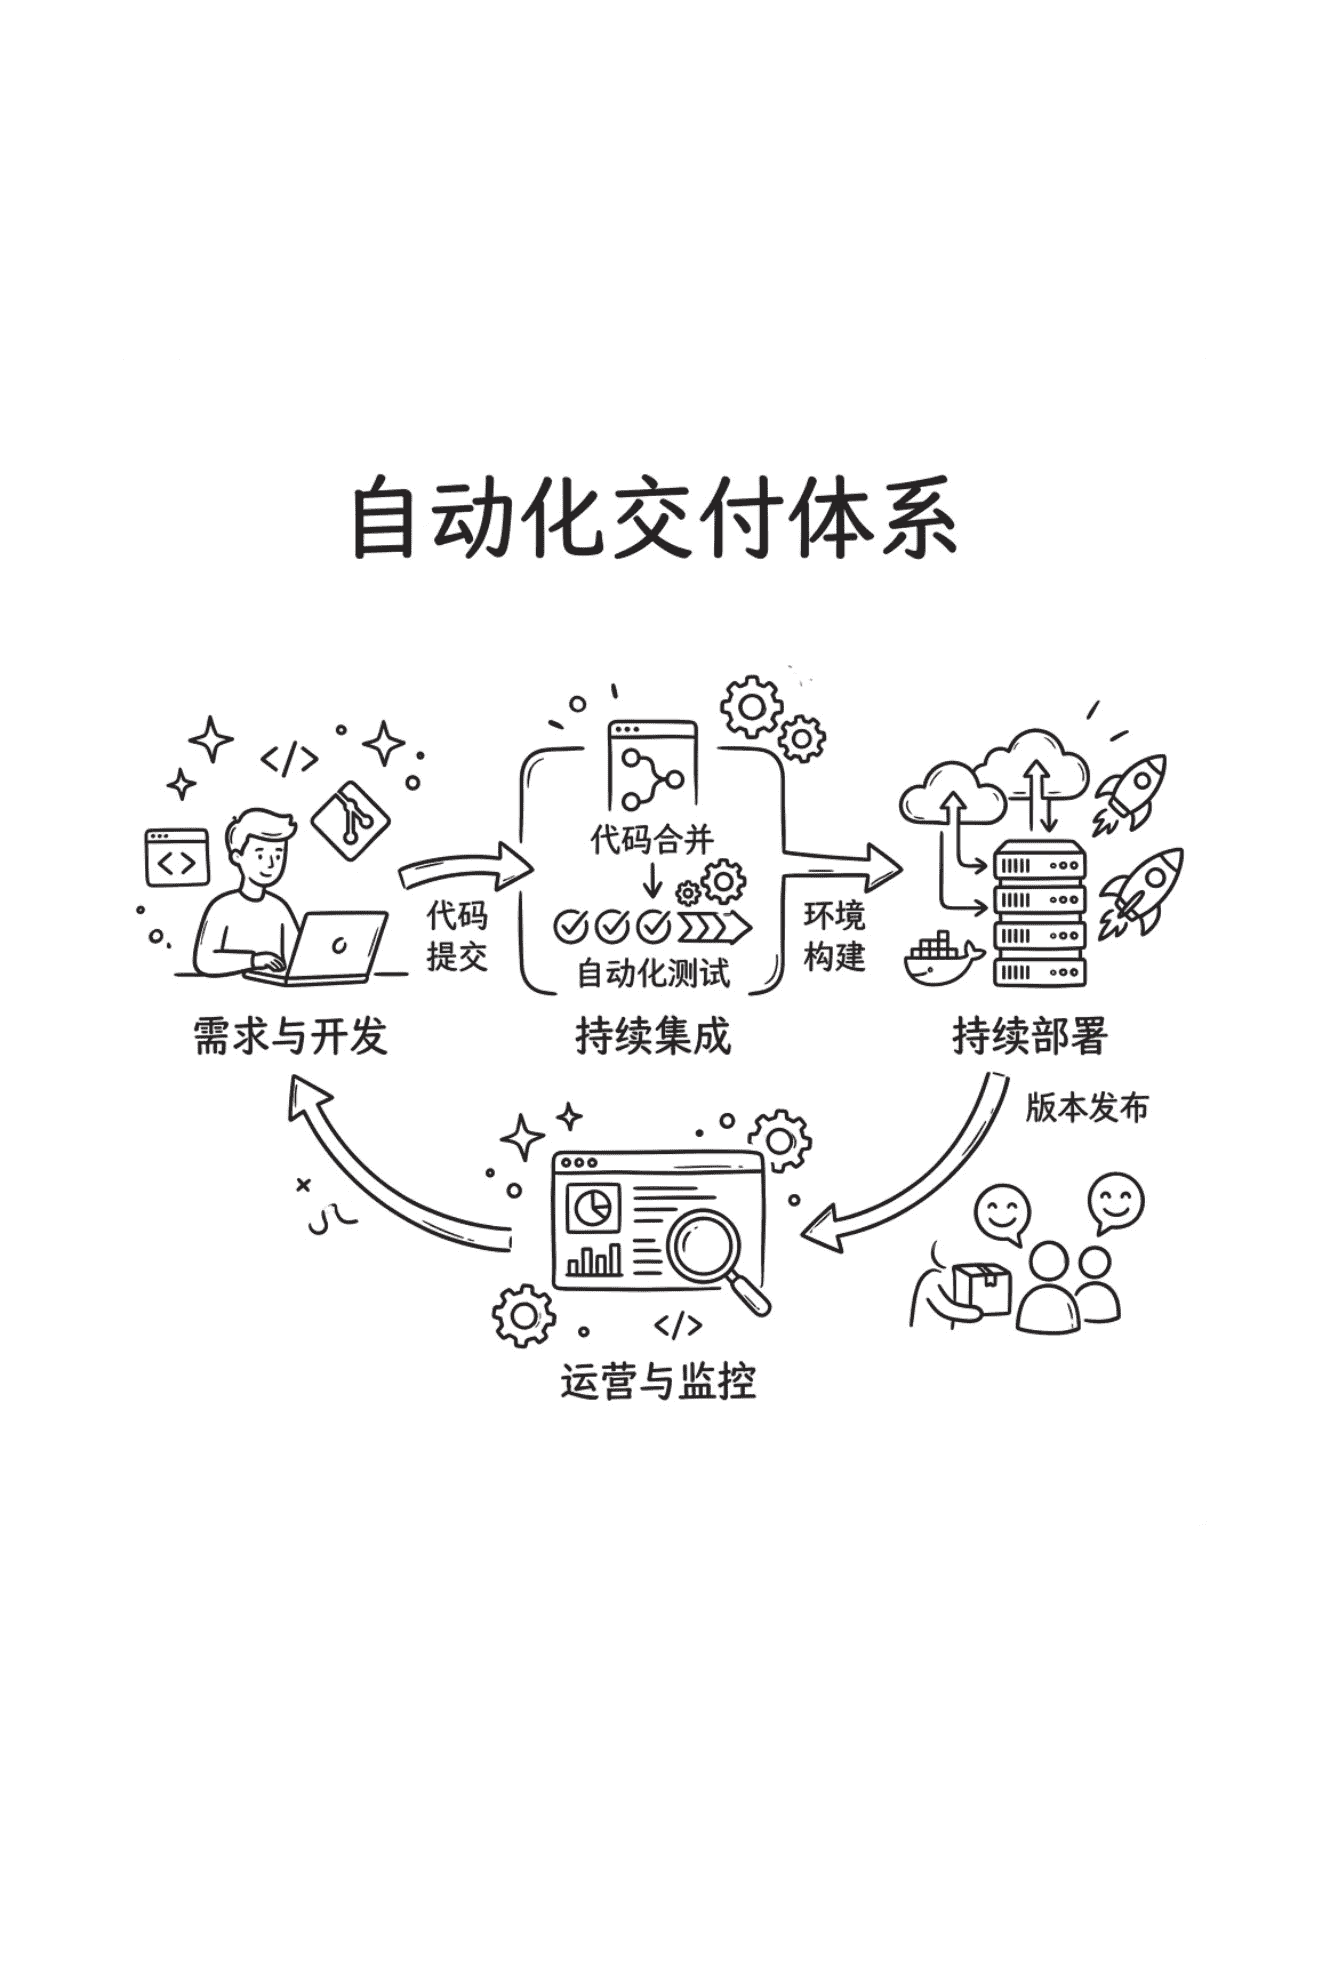 自动化交付体系
</>
<>
代码合并
代码
提交
自动化测试
环境
构建
需求与开发
持续集成
持续部署
版本发布
</>
运营与监控